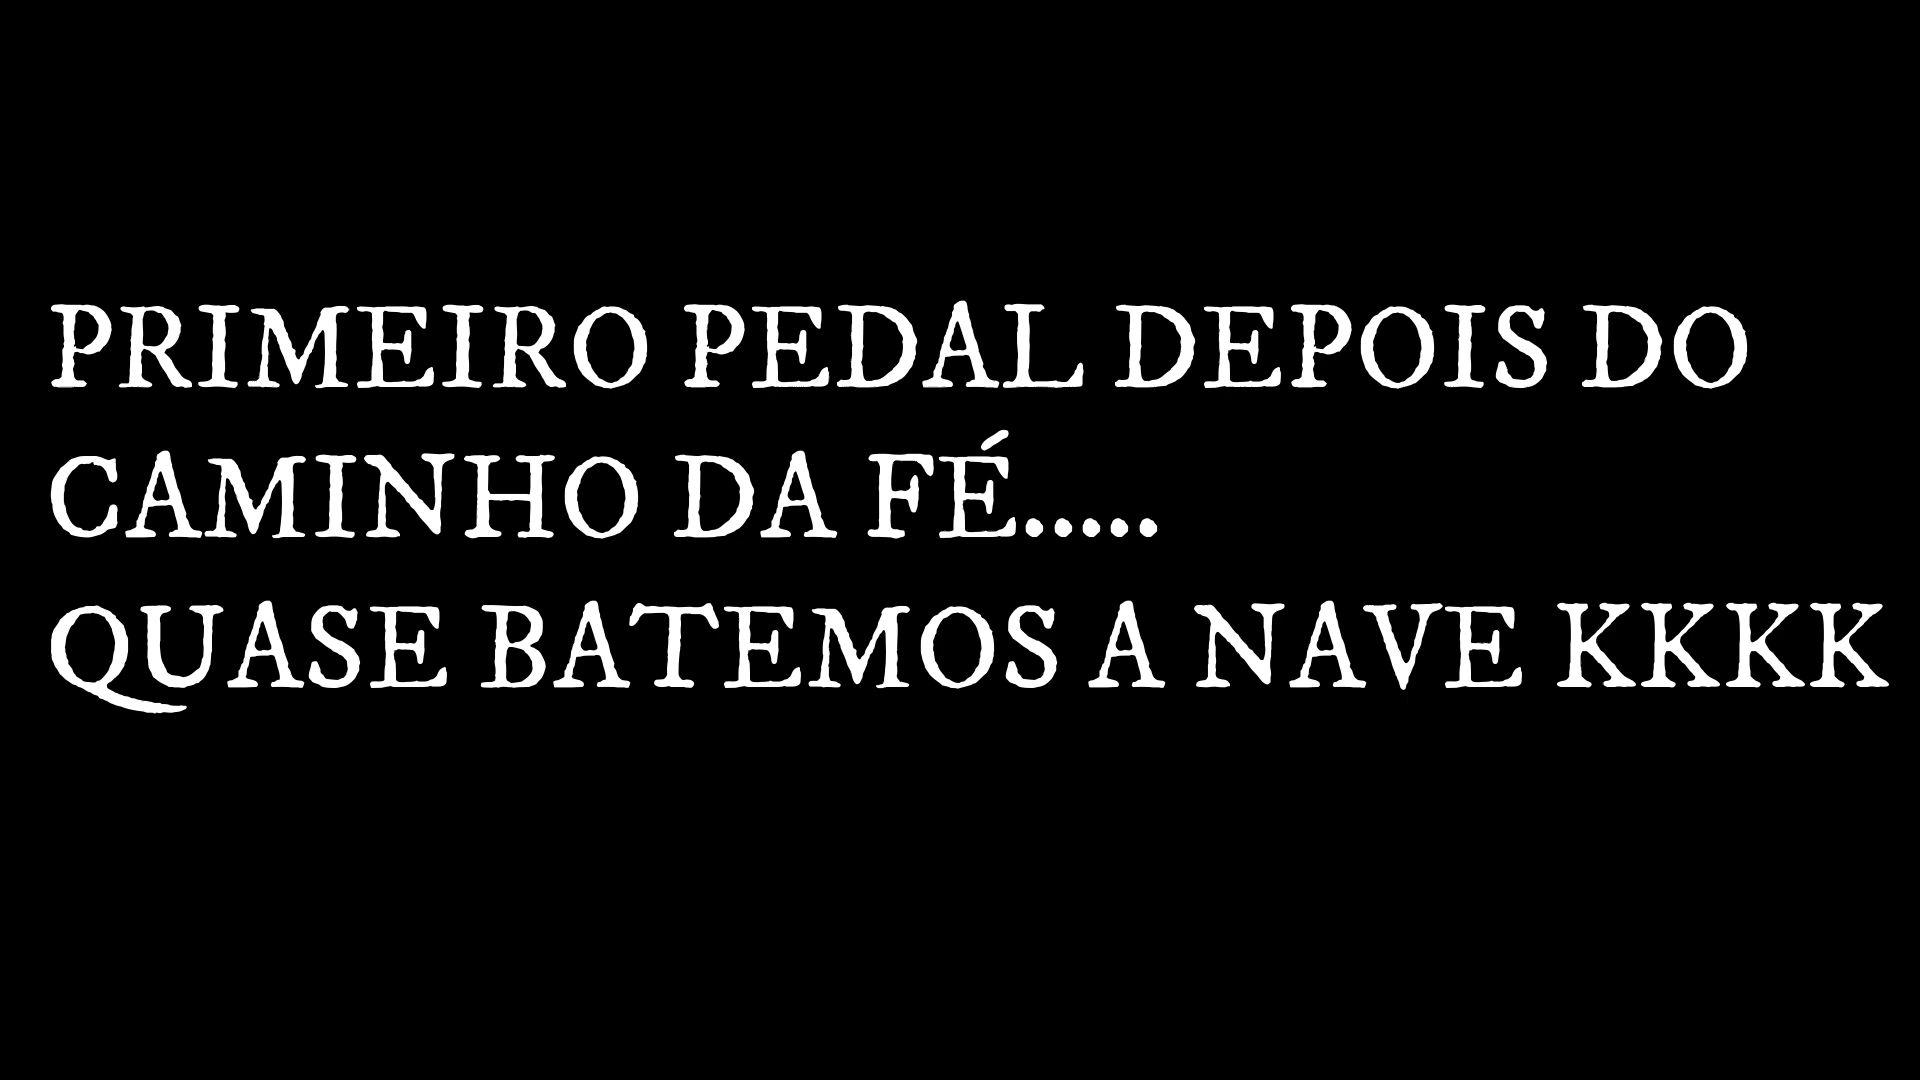 PRIMEIRO PEDAL DEPOIS DO
CAMINHO DA FÉ.....
QUASE BATEMOS A NAVE KKKK